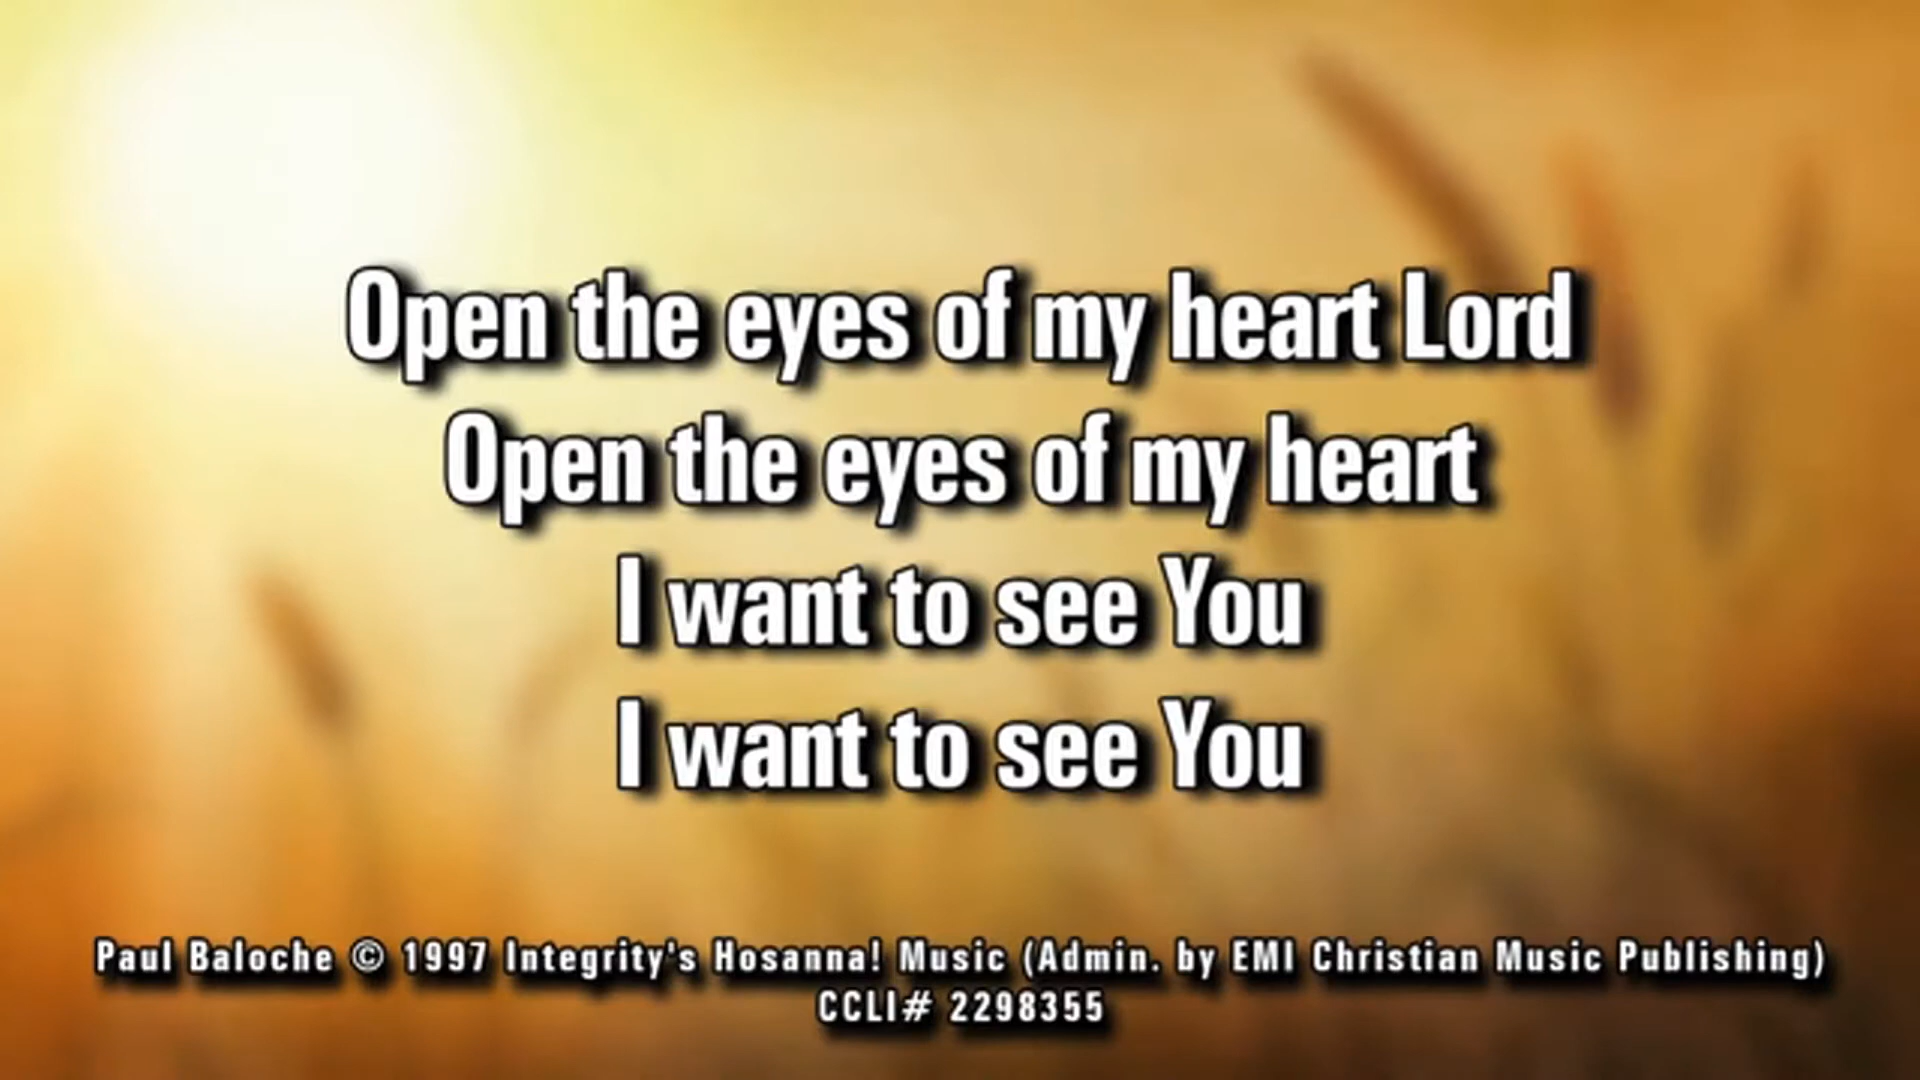 Open the eyes of my heart Lord
Open the eyes of my heart
I want to see You
I want to see You
Paul Baloche © 1997 Integrity's Hosanna! Music (Admin. by EMI Christian Music Publishing)
CCLI# 2298355